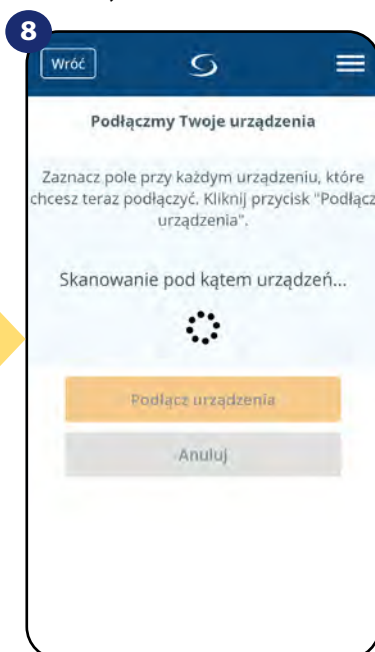 8
Wróć
Podłączmy Twoje urządzenia
Zaznacz pole przy każdym urządzeniu, które
chcesz teraz podłączyć. Kliknij przycisk "Podłącz
urządzenia".
Skanowanie pod kątem urządzeń...
Podłącz urządzenia
Anuluj